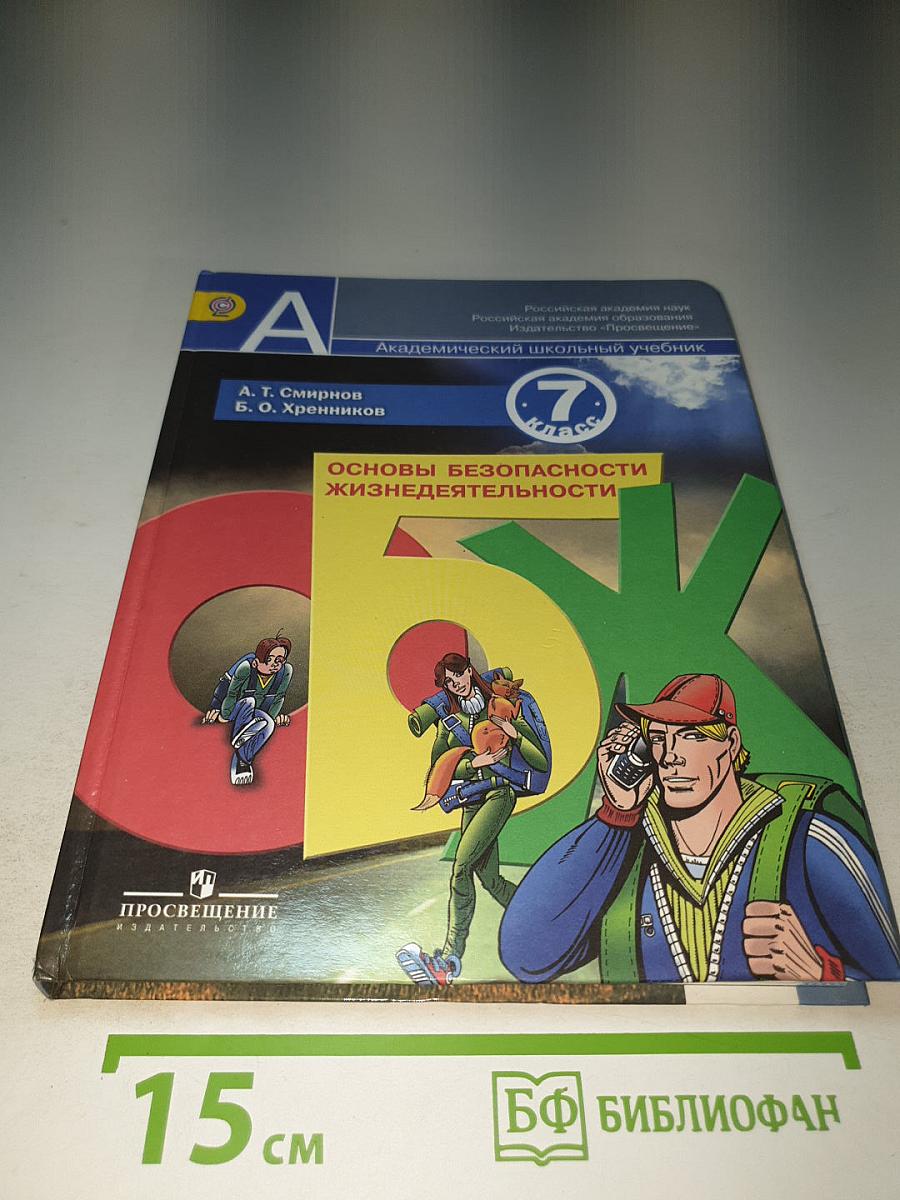 А
Российская академия наук
Российская академия образования
Издательство «Просвещение»
Академический школьный учебник
А. Т. Смирнов
Б. О. Хренников
7
класс
ОСНОВЫ БЕЗОПАСНОСТИ
ЖИЗНЕДЕЯТЕЛЬНОСТИ
ОБЖ
ПРОСВЕЩЕНИЕ
ИЗДАТЕЛЬСТВО
15 см
БФ БИБЛИОФАН